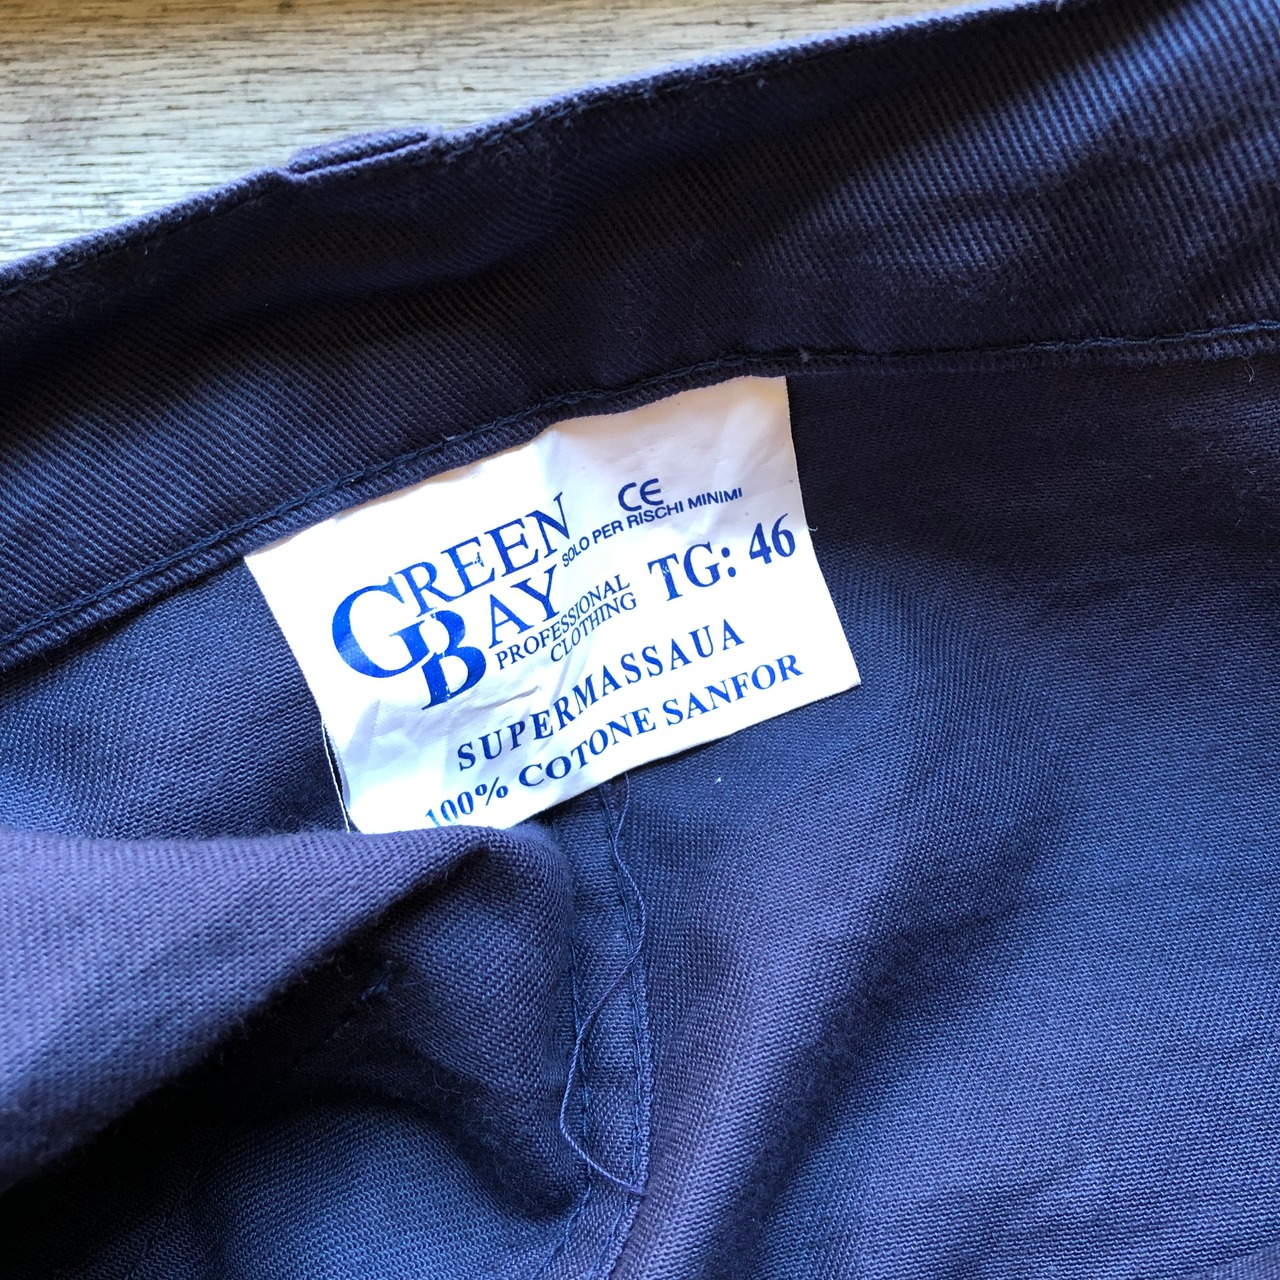 GREEN
BAY
PROFESSIONAL
CLOTHING
CE
SOLO PER RISCHI MINIMI
TG: 46
SUPERMASSAUA
100% COTONE SANFOR